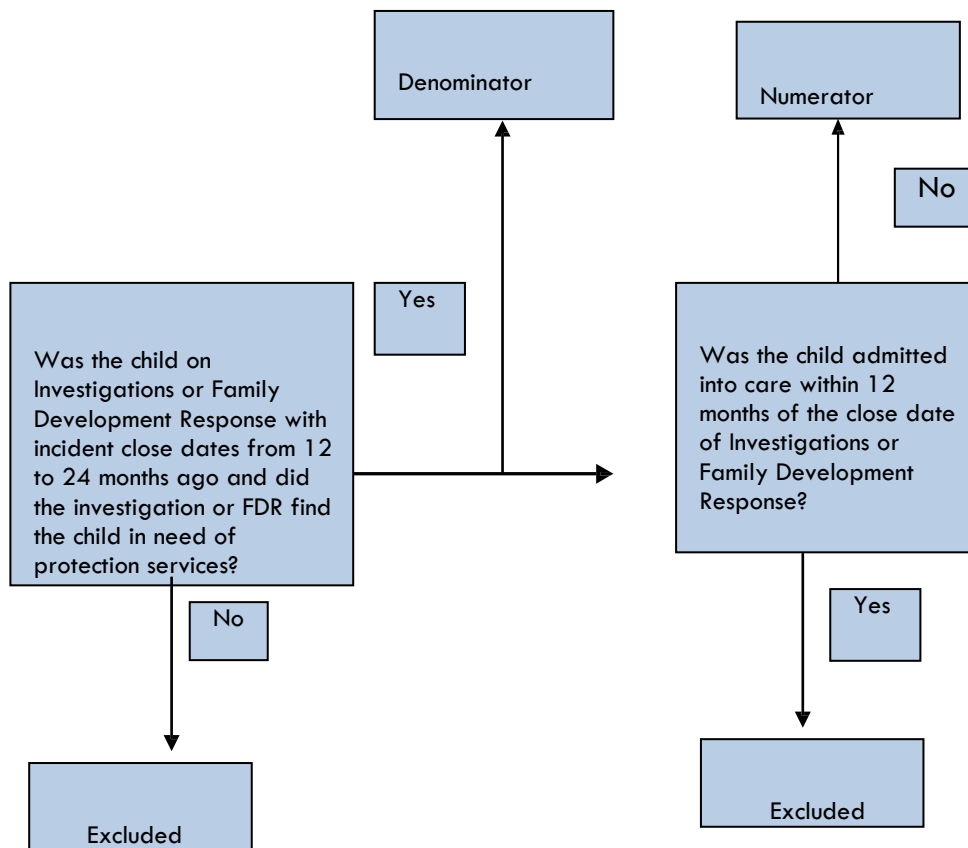 Denominator
Numerator
No
Yes
Was the child on
Investigations or Family
Development Response with
incident close dates from 12
to 24 months ago and did
the investigation or FDR find
the child in need of
protection services?
Was the child admitted
into care within 12
months of the close date
of Investigations or
Family Development
Response?
No
Yes
Excluded
Excluded